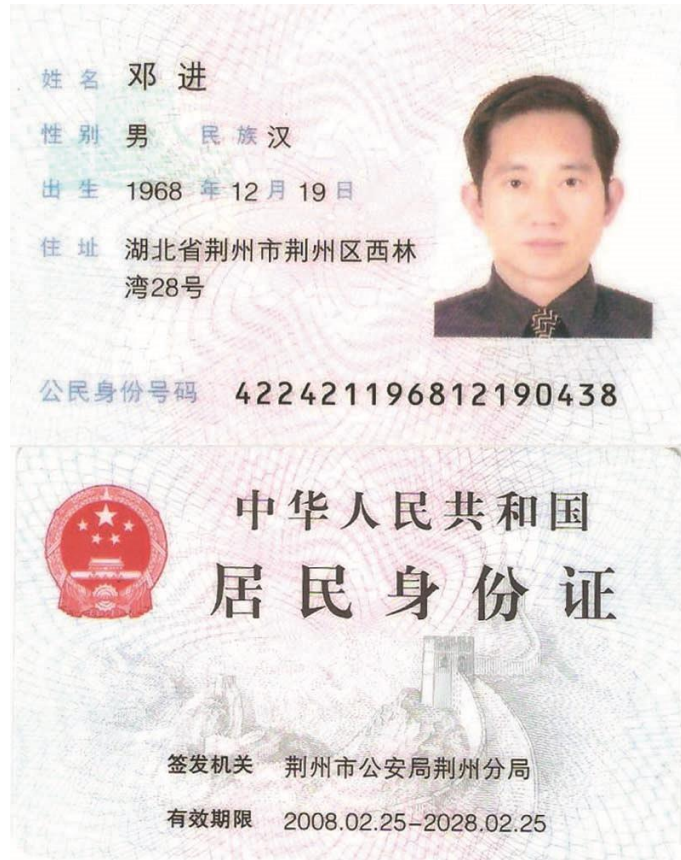 姓名 邓进
性别 男 民族 汉
出生 1968 年 12 月 19 日
住址 湖北省荆州市荆州区西林
湾28号
公民身份号码 422421196812190438
中华人民共和国
居民身份证
签发机关 荆州市公安局荆州分局
有效期限 2008.02.25-2028.02.25